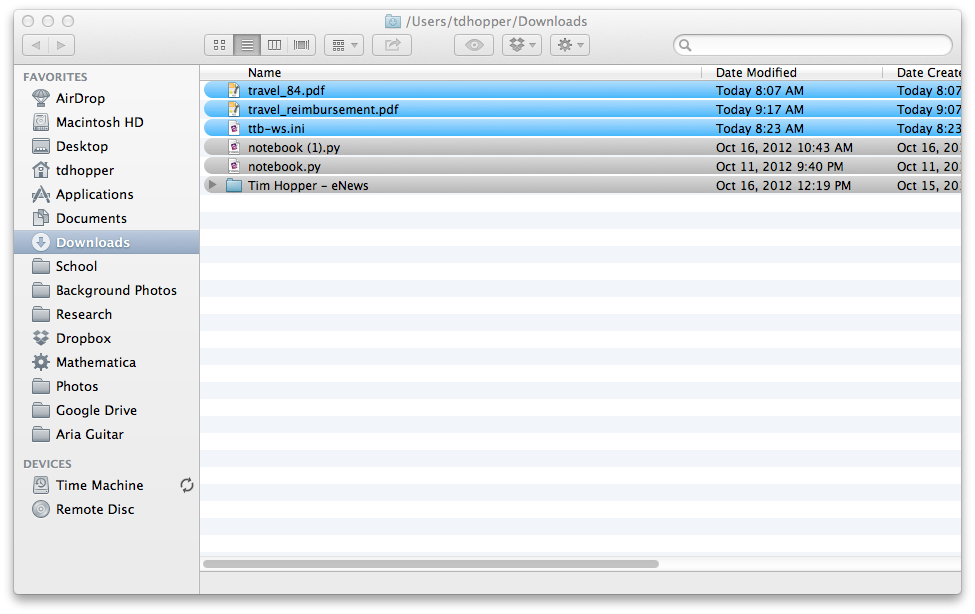 /Users/tdhopper/Downloads
FAVORITES
AirDrop
Macintosh HD
Desktop
tdhopper
Applications
Documents
Downloads
School
Background Photos
Research
Dropbox
Mathematica
Photos
Google Drive
Aria Guitar
DEVICES
Time Machine
Remote Disc
Name Date Modified Date Create
travel_84.pdf Today 8:07 AM Today 8:07
travel_reimbursement.pdf Today 9:17 AM Today 9:07
ttb-ws.ini Today 8:23 AM Today 8:23
notebook (1).py Oct 16, 2012 10:43 AM Oct 16, 20
notebook.py Oct 11, 2012 9:40 PM Oct 11, 20
Tim Hopper – eNews Oct 16, 2012 12:19 PM Oct 15, 20